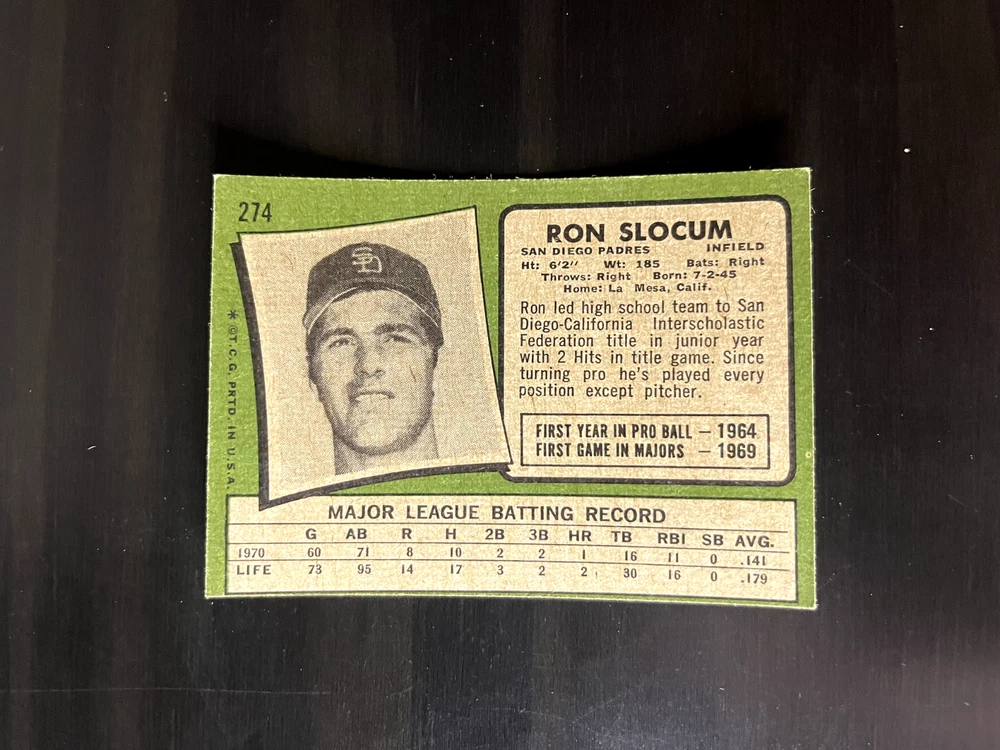 274
SD
* ©T.C.G. PRTD. IN U.S.A.
RON SLOCUM
SAN DIEGO PADRES INFIELD
Ht: 6'2" Wt: 185 Bats: Right
Throws: Right Born: 7-2-45
Home: La Mesa, Calif.
Ron led high school team to San
Diego-California Interscholastic
Federation title in junior year
with 2 Hits in title game. Since
turning pro he's played every
position except pitcher.
FIRST YEAR IN PRO BALL — 1964
FIRST GAME IN MAJORS — 1969
MAJOR LEAGUE BATTING RECORD
G AB R H 2B 3B HR TB RBI SB AVG.
1970 60 71 8 10 2 2 1 16 11 0 .141
LIFE 73 95 14 17 3 2 2 30 16 0 .179